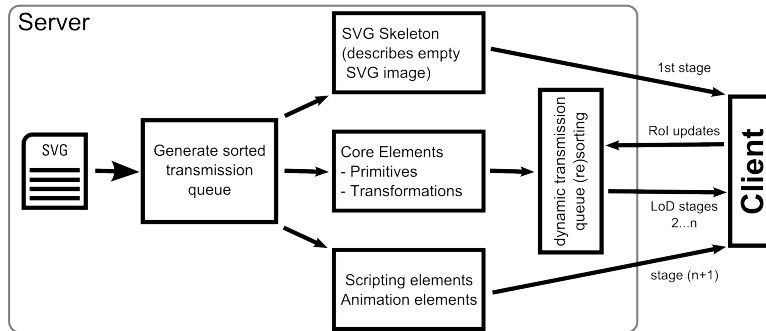 Server
SVG
Generate sorted
transmission
queue
SVG Skeleton
(describes empty
SVG image)
Core Elements
- Primitives
- Transformations
Scripting elements
Animation elements
dynamic transmission
queue (re)sorting
1st stage
RoI updates
LoD stages
2...n
stage (n+1)
Client